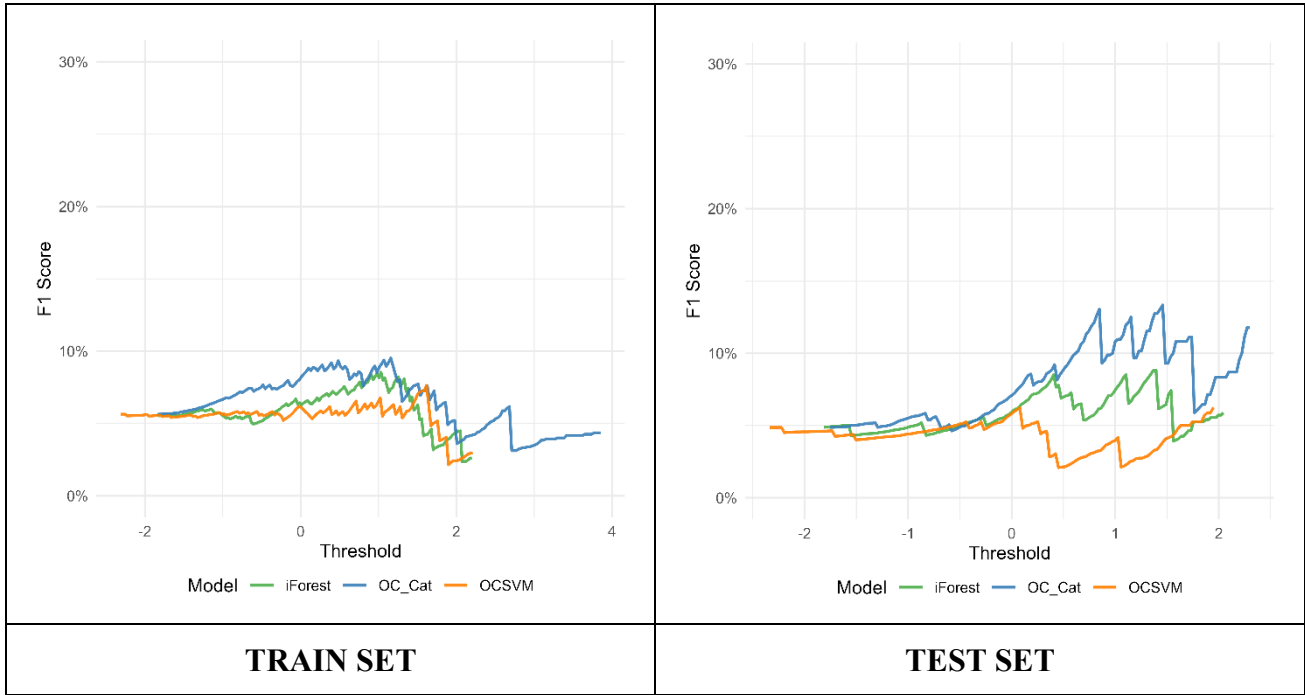 30%
20%
10%
0%
F1 Score
-2 0 2 4
Threshold
Model iForest OC_Cat OCSVM
TRAIN SET
30%
20%
10%
0%
F1 Score
-2 -1 0 1 2
Threshold
Model iForest OC_Cat OCSVM
TEST SET